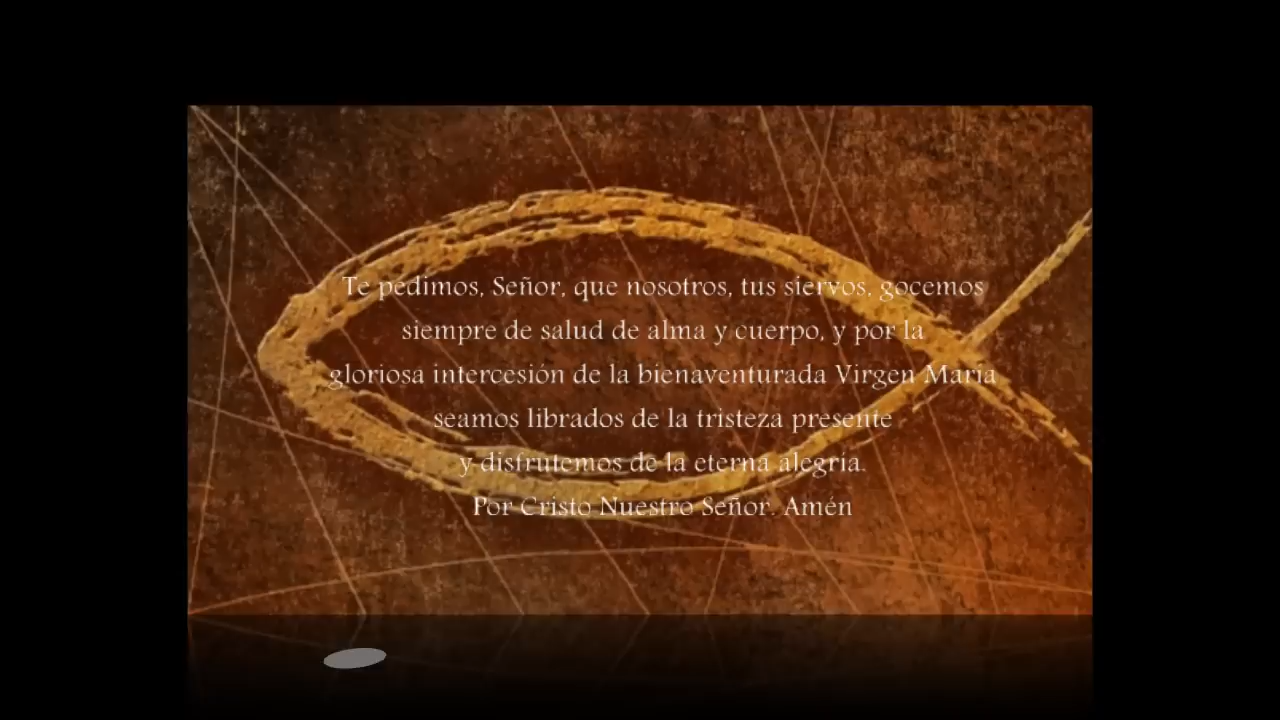 Te pedimos, Señor, que nosotros, tus siervos, gocemos
siempre de salud de alma y cuerpo, y por la
gloriosa intercesión de la bienaventurada Virgen María
seamos librados de la tristeza presente
y disfrutemos de la eterna alegría.
Por Cristo Nuestro Señor. Amén